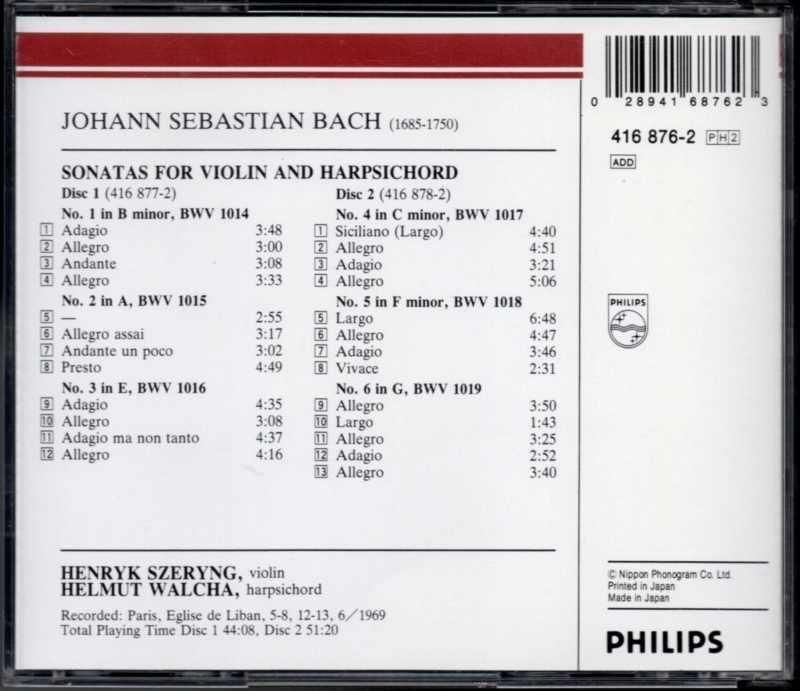 JOHANN SEBASTIAN BACH (1685-1750)
SONATAS FOR VIOLIN AND HARPSICHORD
Disc 1 (416 877-2)
No. 1 in B minor, BWV 1014
1 Adagio 3:48
2 Allegro 3:00
3 Andante 3:08
4 Allegro 3:33
No. 2 in A, BWV 1015
5 — 2:55
6 Allegro assai 3:17
7 Andante un poco 3:02
8 Presto 4:49
No. 3 in E, BWV 1016
9 Adagio 4:35
10 Allegro 3:08
11 Adagio ma non tanto 4:37
12 Allegro 4:16
Disc 2 (416 878-2)
No. 4 in C minor, BWV 1017
1 Siciliano (Largo) 4:40
2 Allegro 4:51
3 Adagio 3:21
4 Allegro 5:06
No. 5 in F minor, BWV 1018
5 Largo 6:48
6 Allegro 4:47
7 Adagio 3:46
8 Vivace 2:31
No. 6 in G, BWV 1019
9 Allegro 3:50
10 Largo 1:43
11 Allegro 3:25
12 Adagio 2:52
13 Allegro 3:40
HENRYK SZERYNG, violin
HELMUT WALCHA, harpsichord
Recorded: Paris, Eglise de Liban, 5-8, 12-13, 6/1969
Total Playing Time Disc 1 44:08, Disc 2 51:20
0 28941 68762 3
416 876-2 PH2
ADD
PHILIPS
© Nippon Phonogram Co. Ltd.
Printed in Japan
Made in Japan
PHILIPS